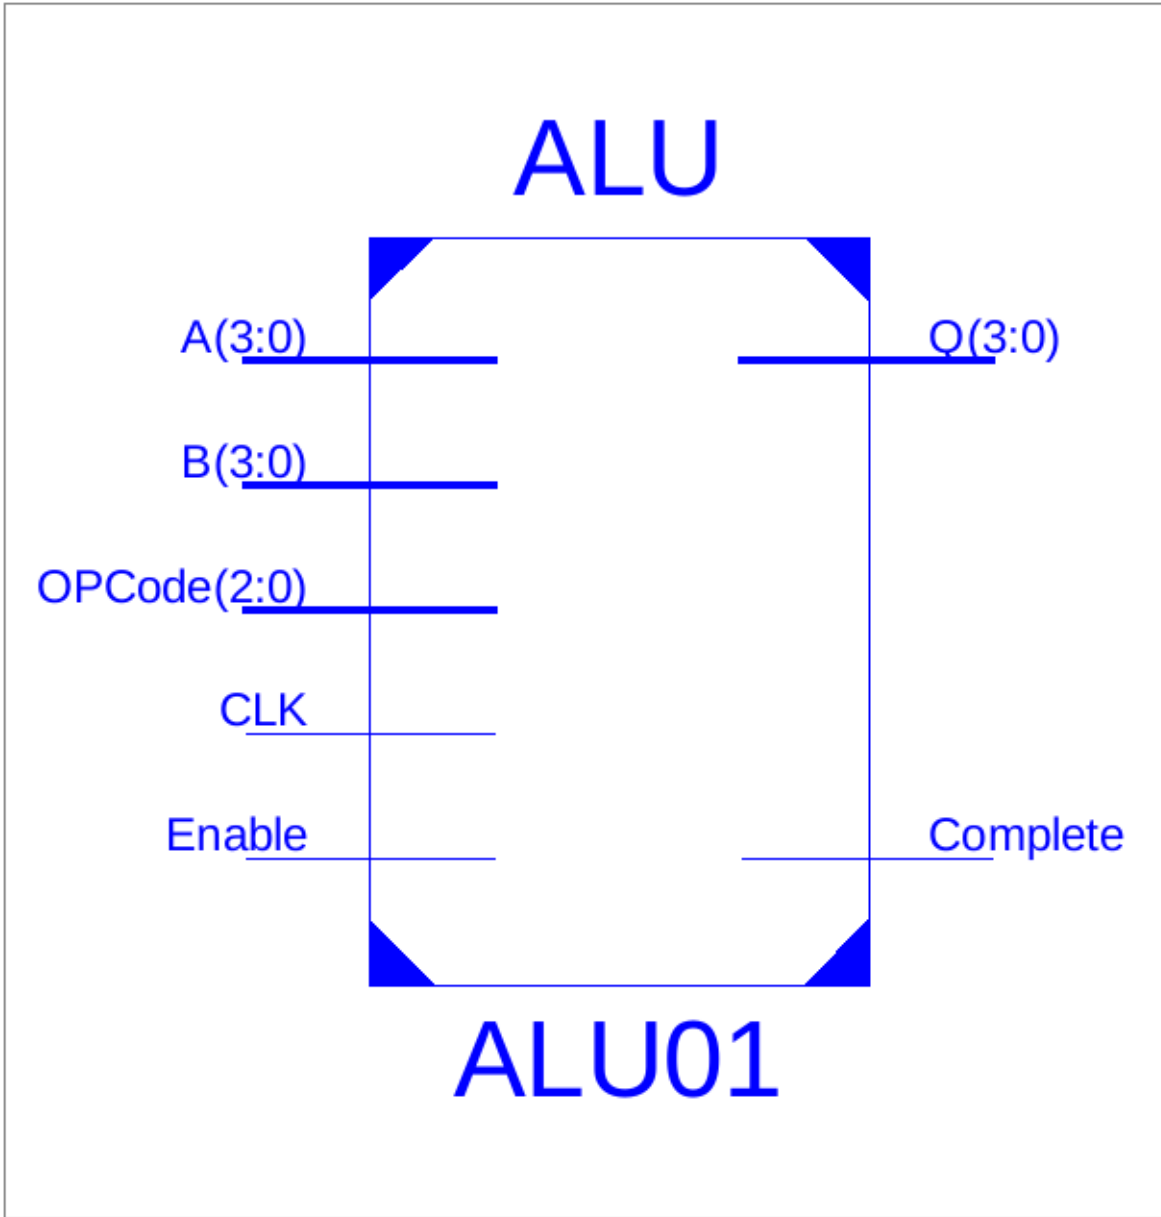 ALU
A(3:0)
Q(3:0)
B(3:0)
OPCode(2:0)
CLK
Enable
Complete
ALU01